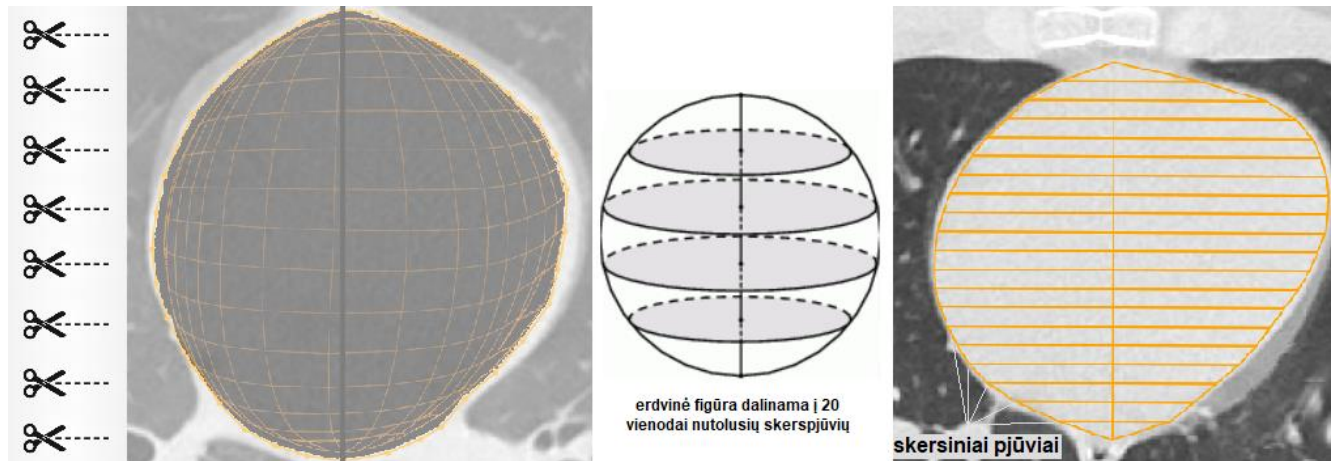 erdvinė figūra dalinama į 20
vienodai nutolusių skerspjūvių
skersiniai pjūviai